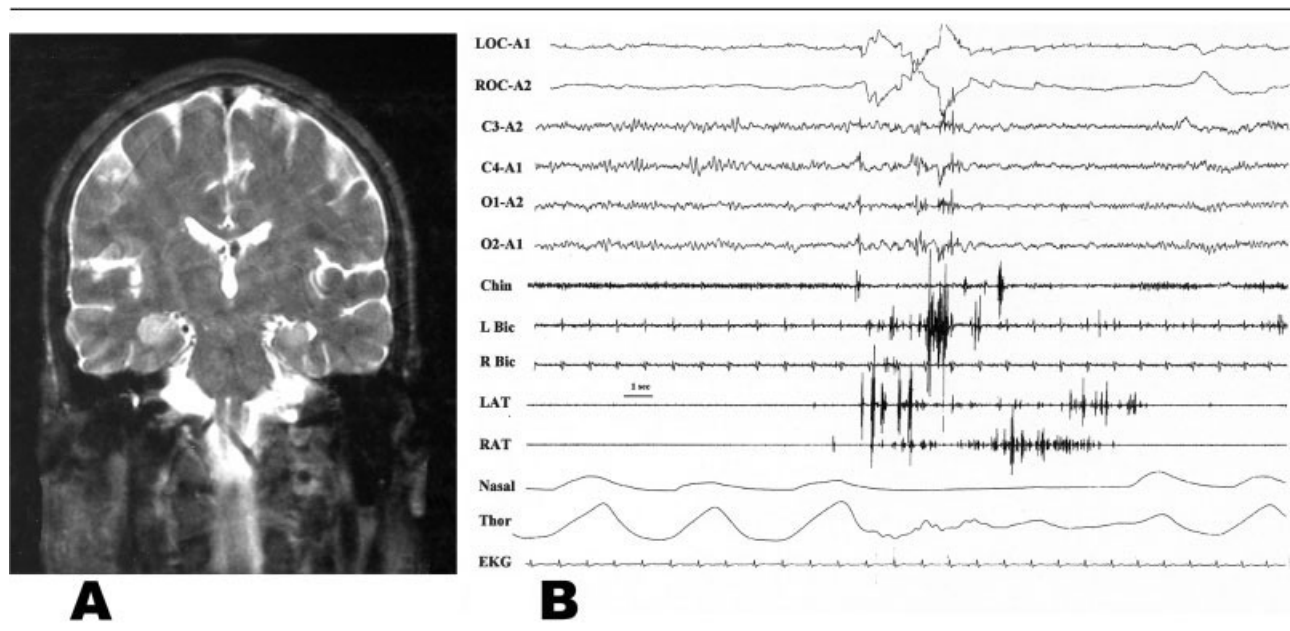 LOC-A1
ROC-A2
C3-A2
C4-A1
O1-A2
O2-A1
Chin
L Bic
R Bic
1 sec
LAT
RAT
Nasal
Thor
EKG
A
B